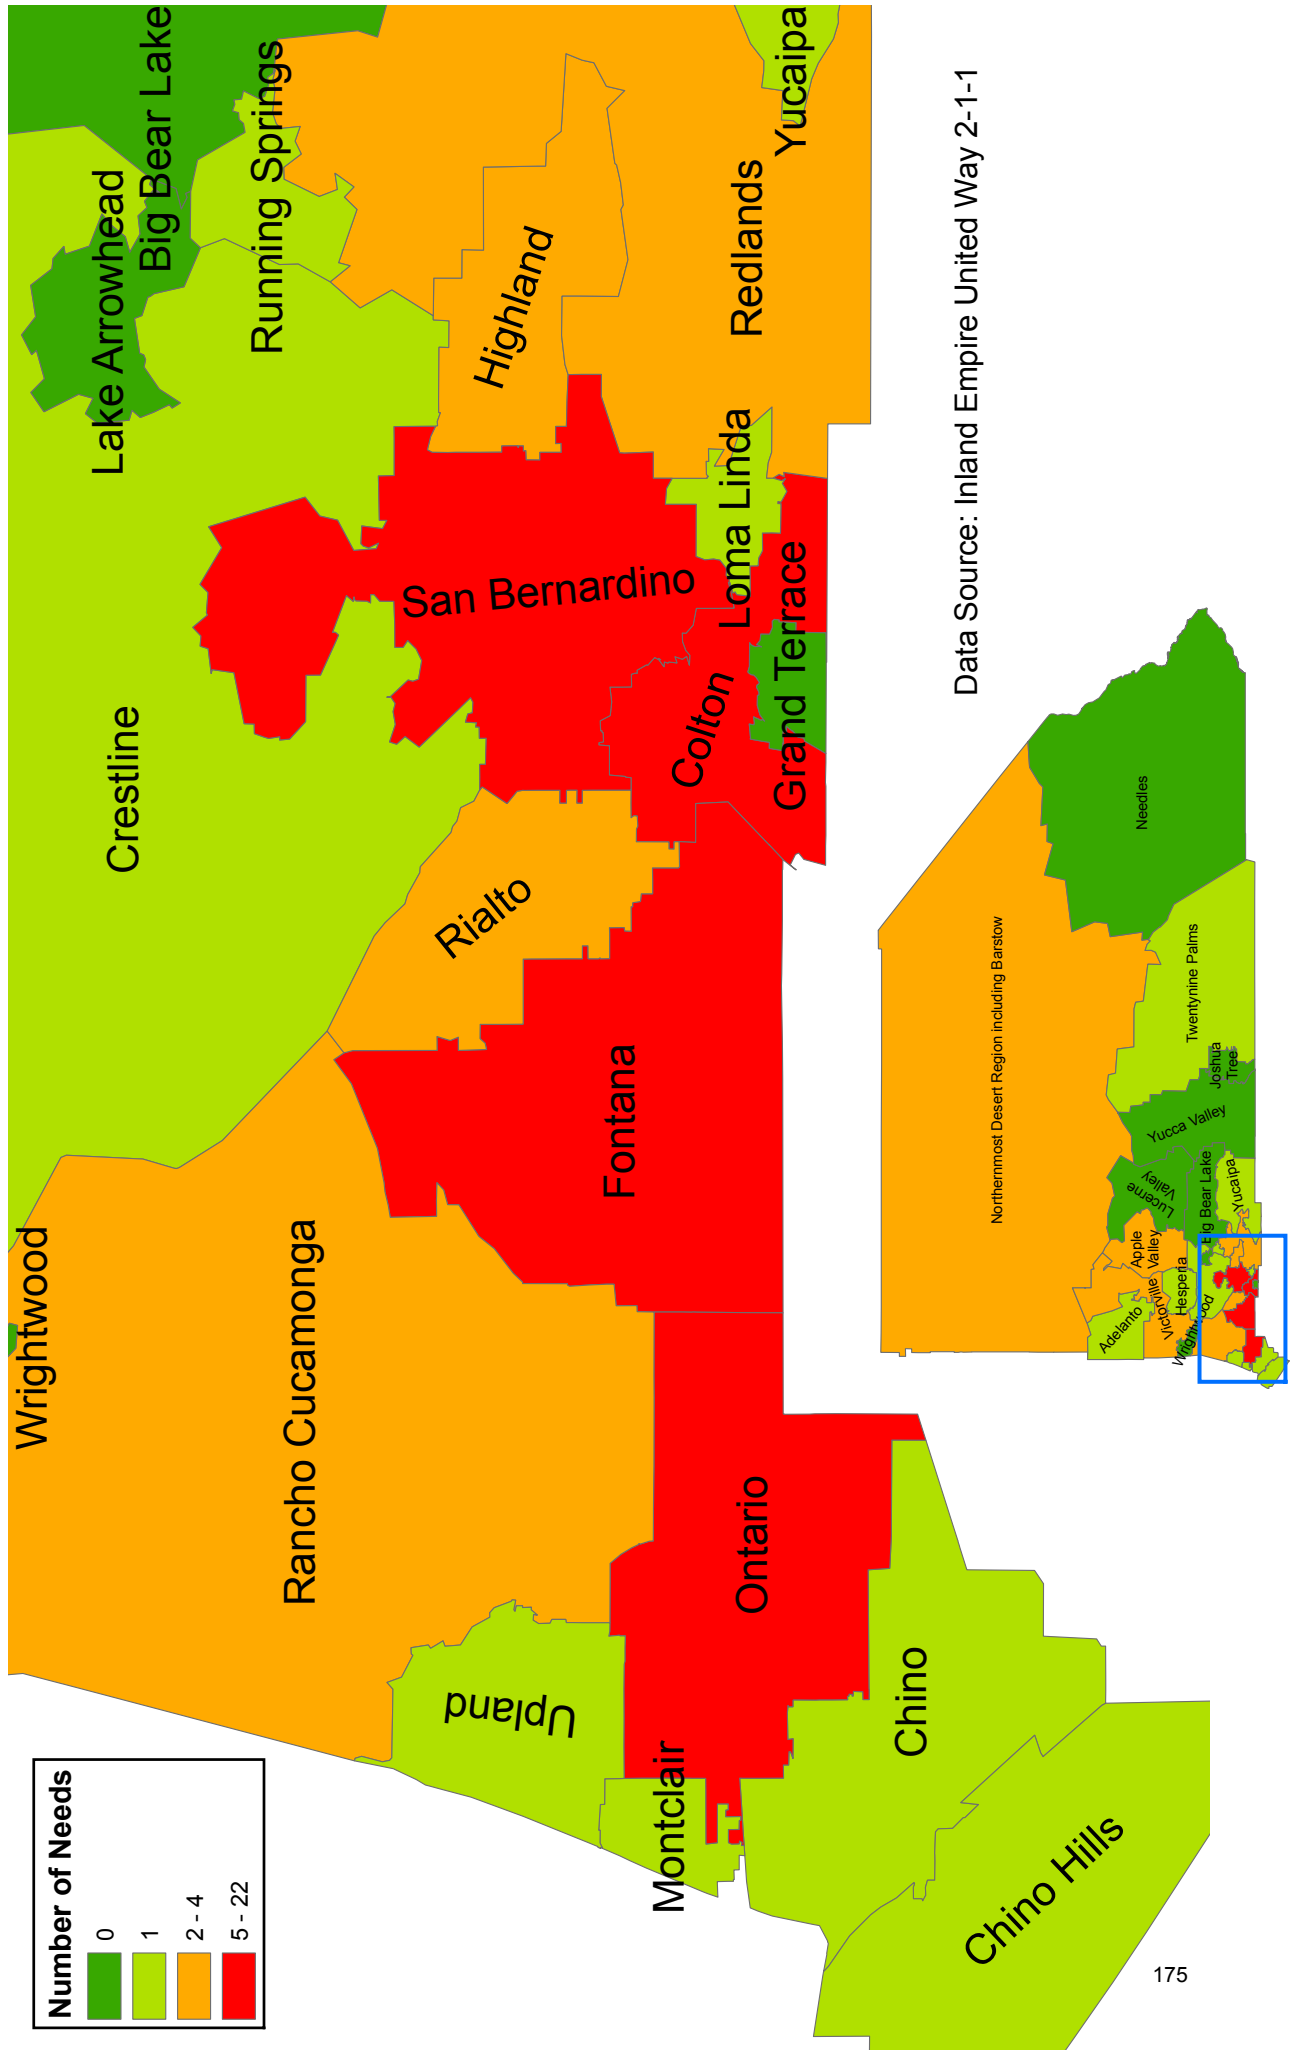 Number of Needs
0
1
2 - 4
5 - 22
Wrightwood
Crestline
Lake Arrowhead
Big Bear Lake
Running Springs
Rancho Cucamonga
Rialto
San Bernardino
Highland
Upland
Fontana
Colton
Loma Linda
Redlands
Yucaipa
Montclair
Ontario
Grand Terrace
Chino
Chino Hills
Data Source: Inland Empire United Way 2-1-1
Northernmost Desert Region including Barstow
Needles
Twentynine Palms
Joshua
Tree
Yucca Valley
Lucerne
Valley
Big Bear Lake
Yucaipa
Apple
Valley
Hesperia
Victorville
Adelanto
Wrightwood
175